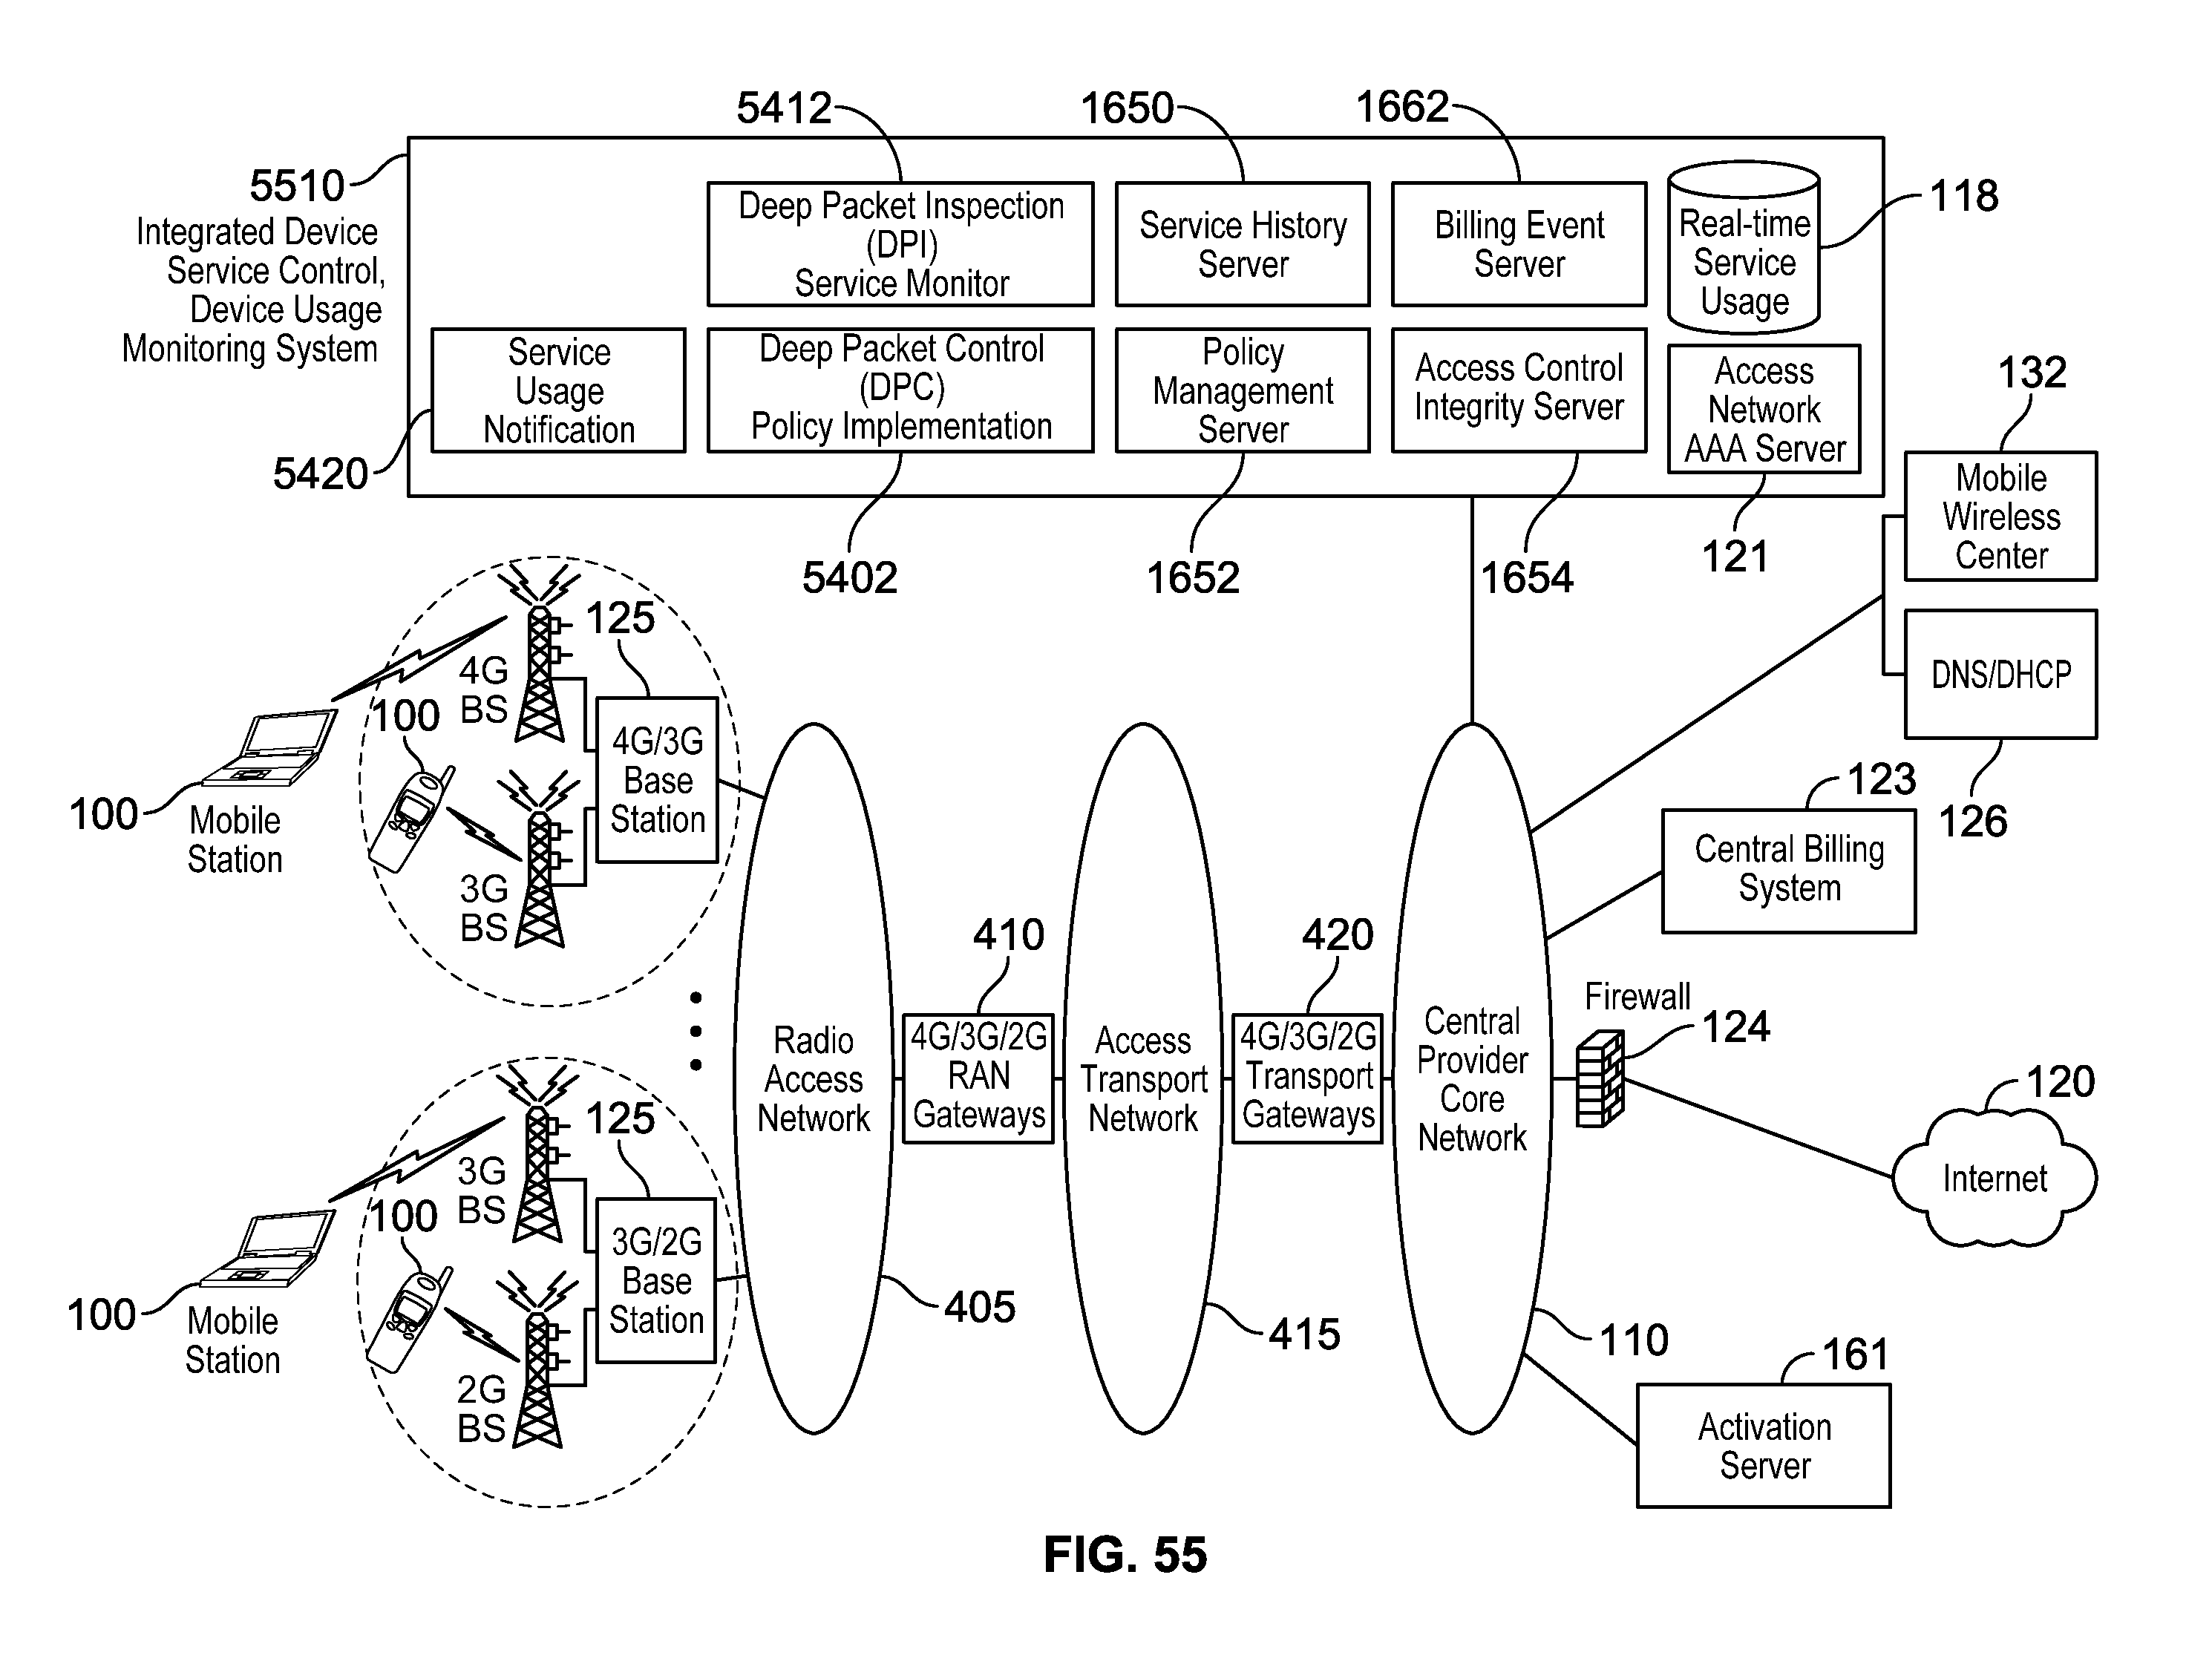 5412
1650
1662
5510
Integrated Device
Service Control,
Device Usage
Monitoring System
Deep Packet Inspection
(DPI)
Service Monitor
Service History
Server
Billing Event
Server
Real-time
Service
Usage
118
Service
Usage
Notification
Deep Packet Control
(DPC)
Policy Implementation
Policy
Management
Server
Access Control
Integrity Server
Access
Network
AAA Server
5420
5402
1652
1654
121
132
Mobile
Wireless
Center
DNS/DHCP
126
125
4G
BS
100
4G/3G
Base
Station
100
Mobile
Station
3G
BS
123
Central Billing
System
410
420
Firewall
124
Radio
Access
Network
4G/3G/2G
RAN
Gateways
Access
Transport
Network
4G/3G/2G
Transport
Gateways
Central
Provider
Core
Network
120
Internet
125
3G
BS
100
3G/2G
Base
Station
100
Mobile
Station
2G
BS
405
415
110
161
Activation
Server
FIG. 55